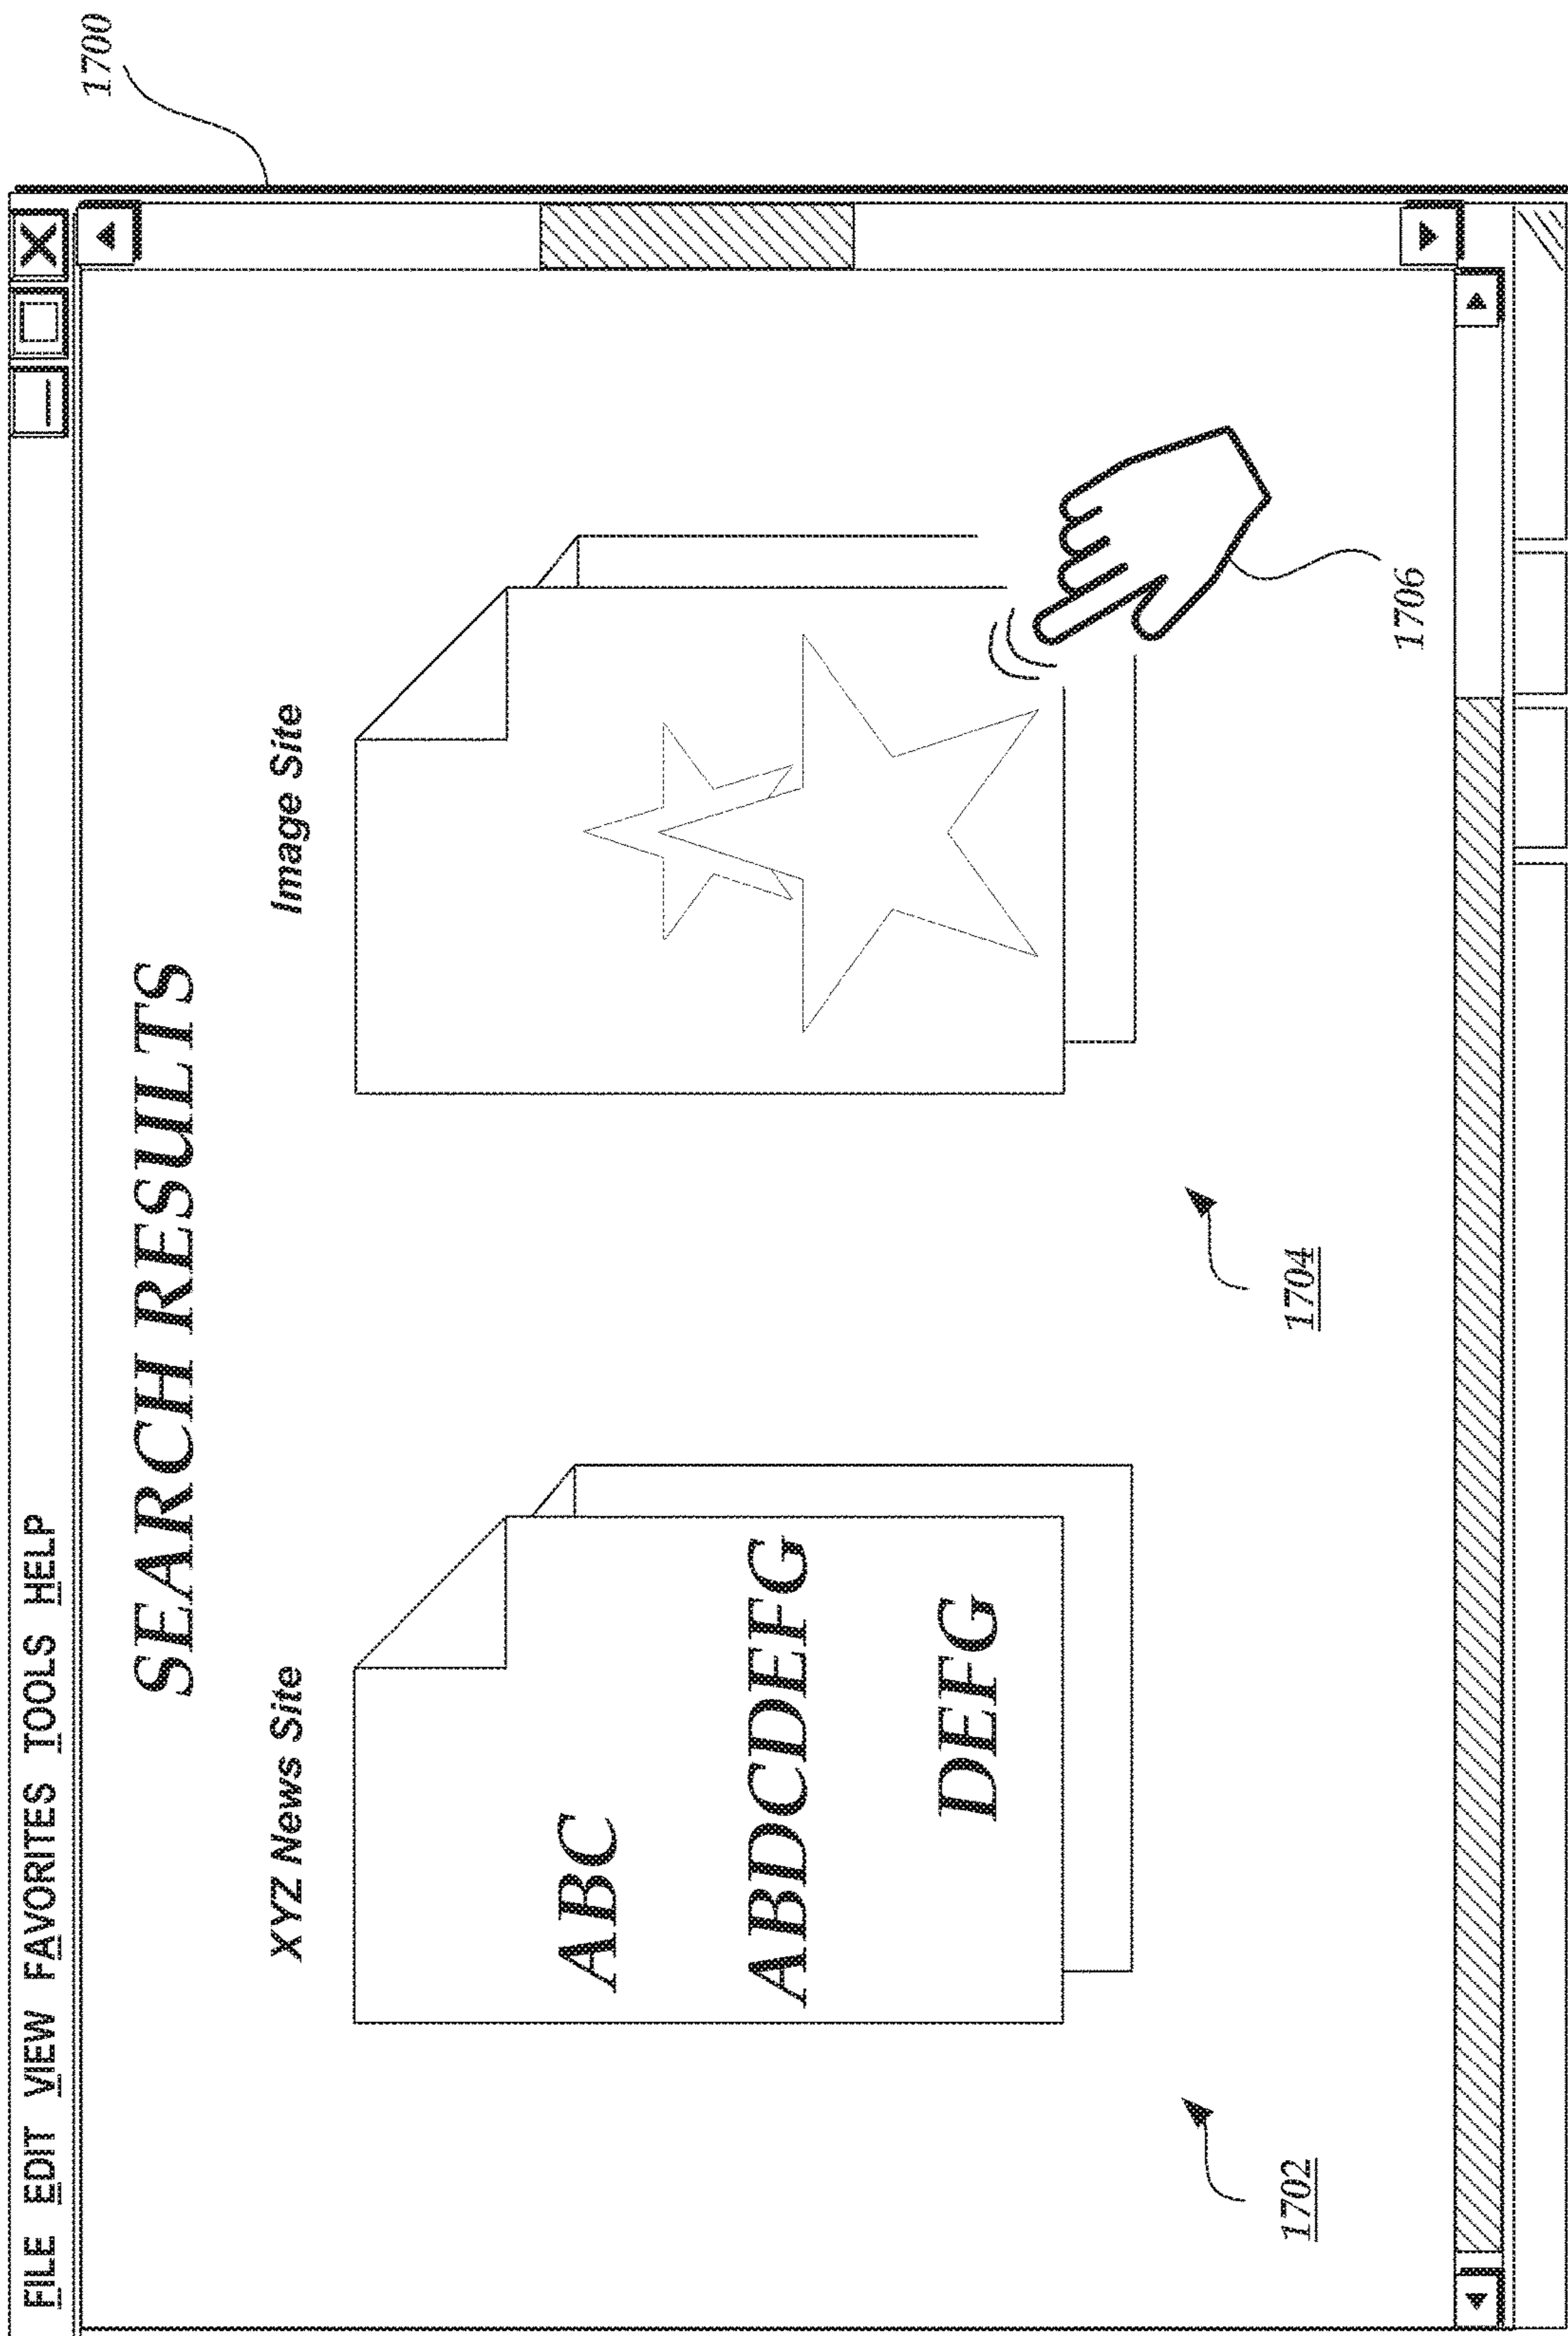 FILE EDIT VIEW FAVORITES TOOLS HELP
1700
SEARCH RESULTS
XYZ News Site
Image Site
ABC
ABDCDEFG
DEFG
1702
1704
1706